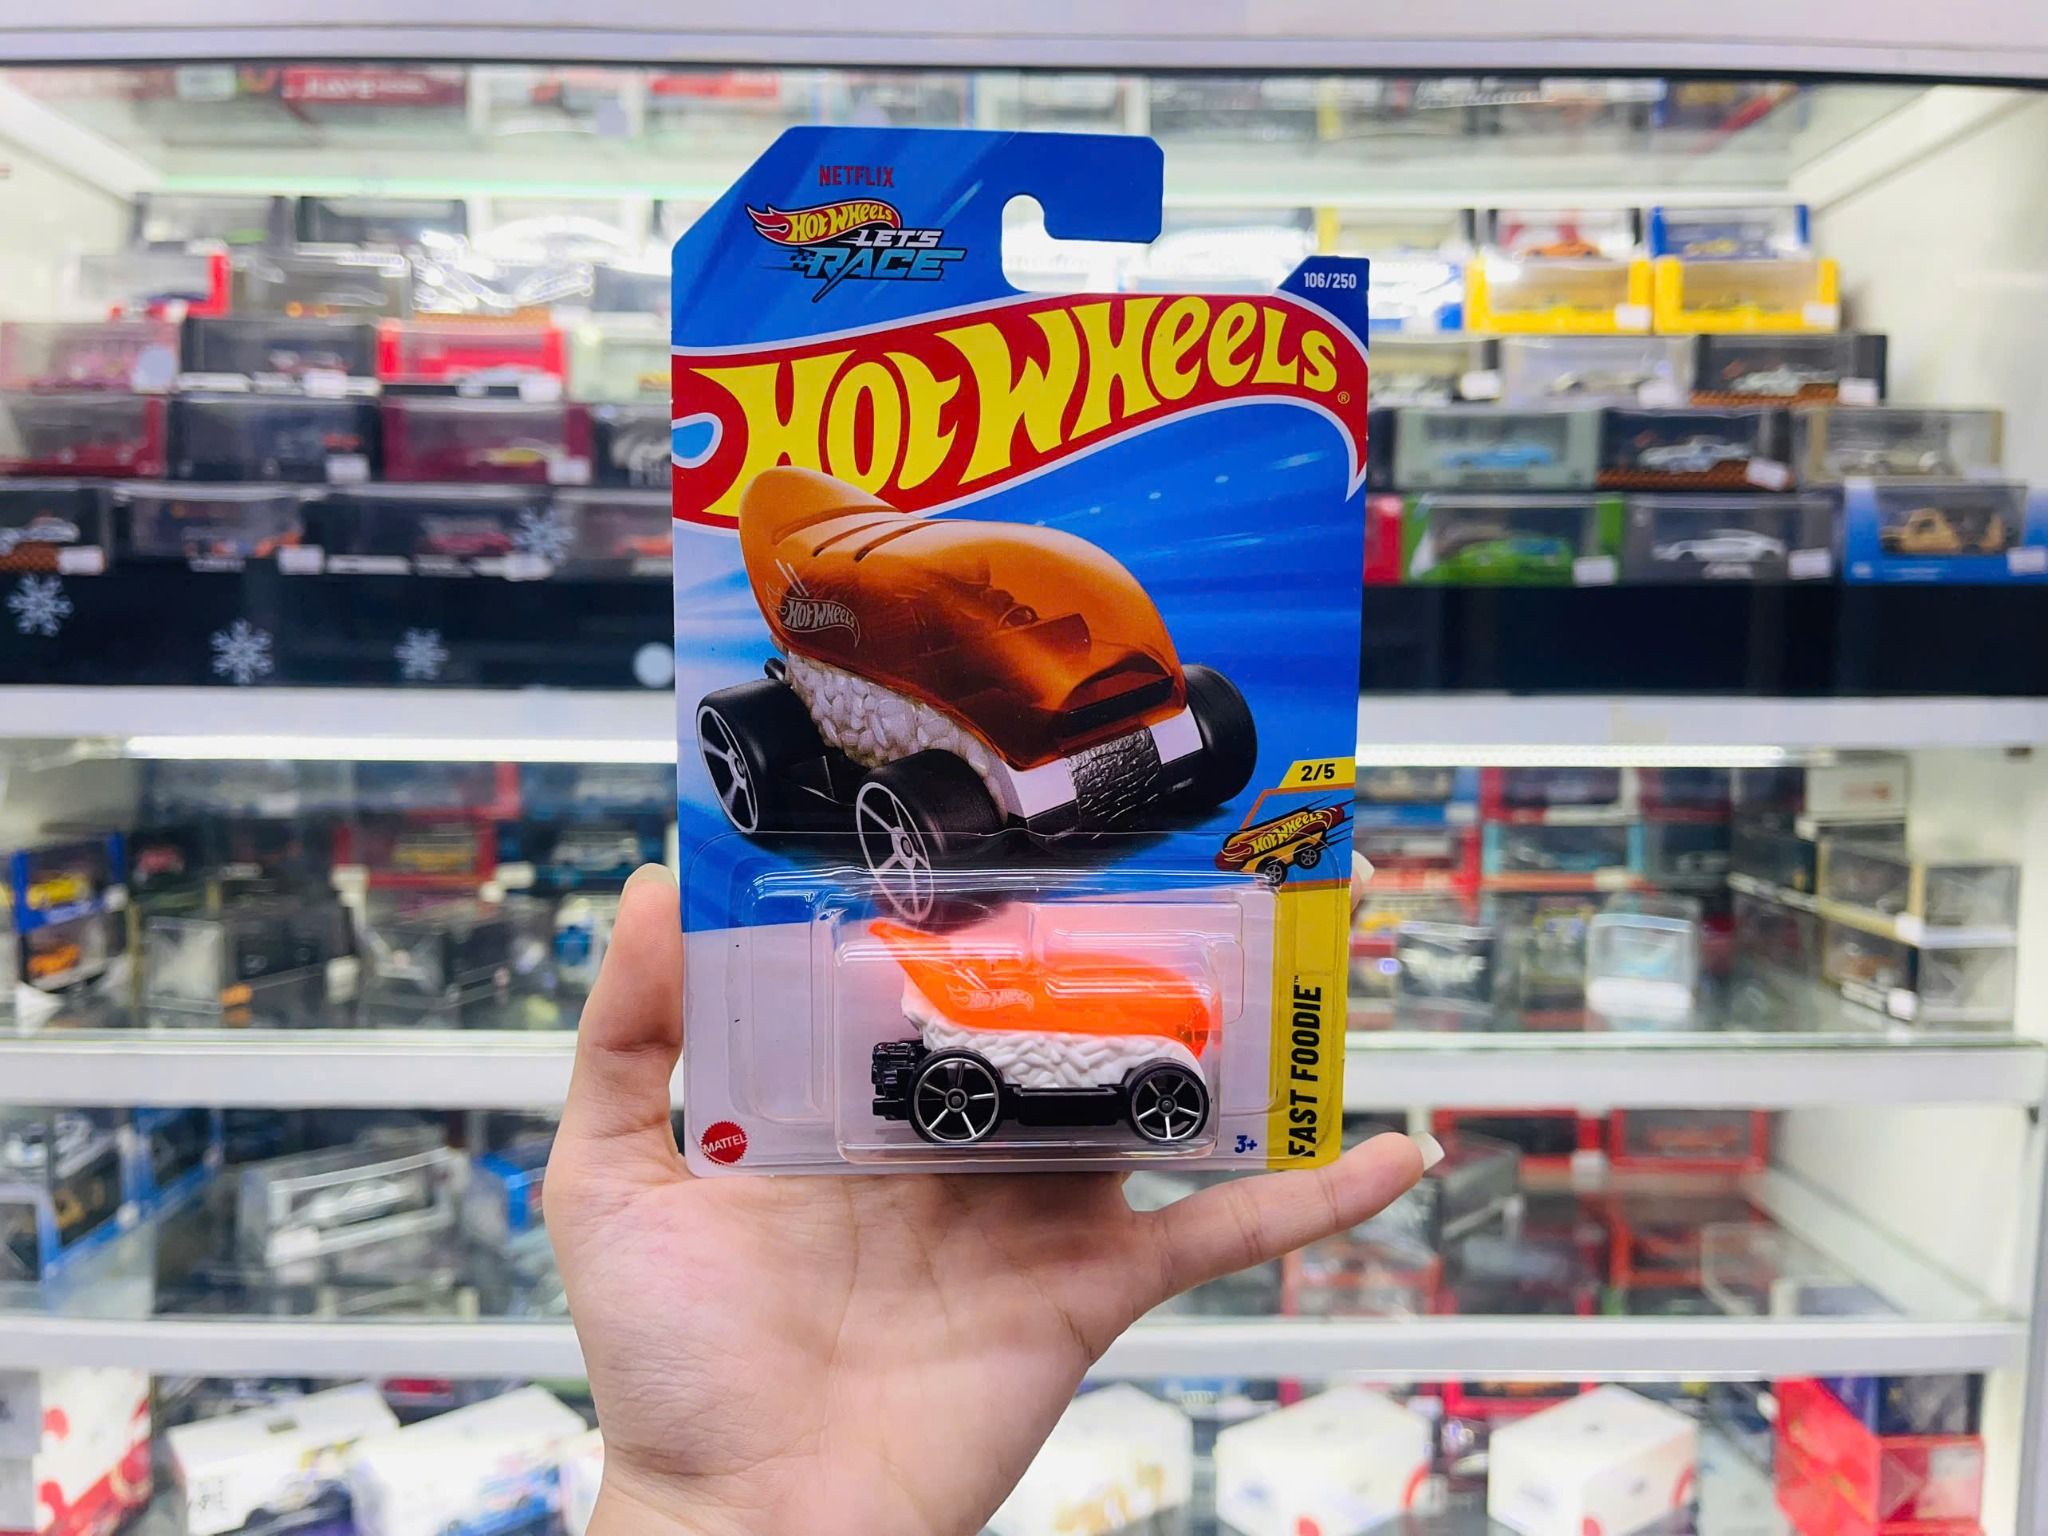 NETFLIX
HOT WHEELS
LET'S
RACE
106/250
HOT WHEELS®
HOT WHEELS
2/5
HOT WHEELS
HOT WHEELS
FAST FOODIE™
MATTEL
3+